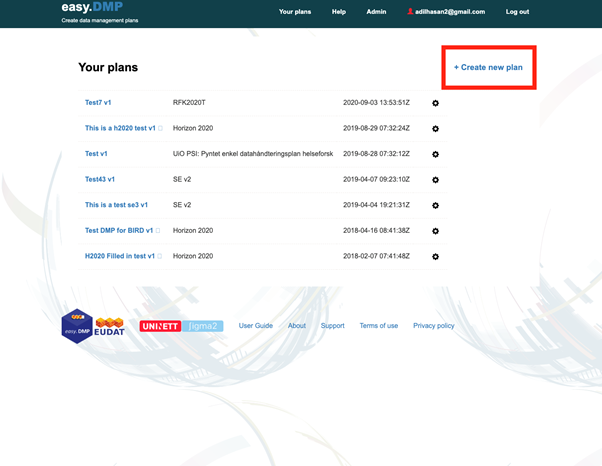 easy.DMP
Create data management plans
Your plans Help Admin adilhasan2@gmail.com Log out
Your plans
+ Create new plan
Test7 v1 RFK2020T 2020-09-03 13:53:51Z
This is a h2020 test v1 Horizon 2020 2019-08-29 07:32:24Z
Test v1 UiO PSI: Pyntet enkel datahåndteringsplan helseforsk 2019-08-28 07:32:12Z
Test43 v1 SE v2 2019-04-07 09:23:10Z
This is a test se3 v1 SE v2 2019-04-04 19:21:31Z
Test DMP for BIRD v1 Horizon 2020 2018-04-16 08:41:38Z
H2020 Filled in test v1 Horizon 2020 2018-02-07 07:41:48Z
easy.DMP EUDAT UNINETT Sigma2 User Guide About Support Terms of use Privacy policy